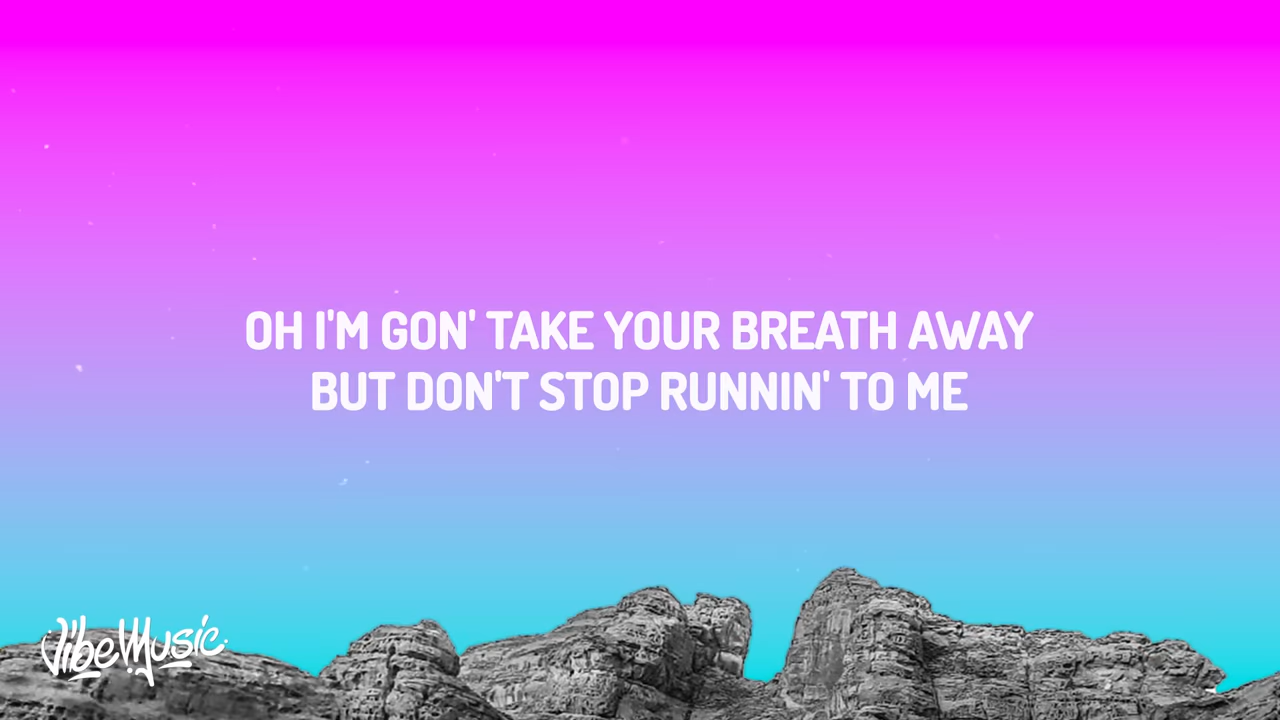 OH I'M GON' TAKE YOUR BREATH AWAY
BUT DON'T STOP RUNNIN' TO ME
VibeMusic